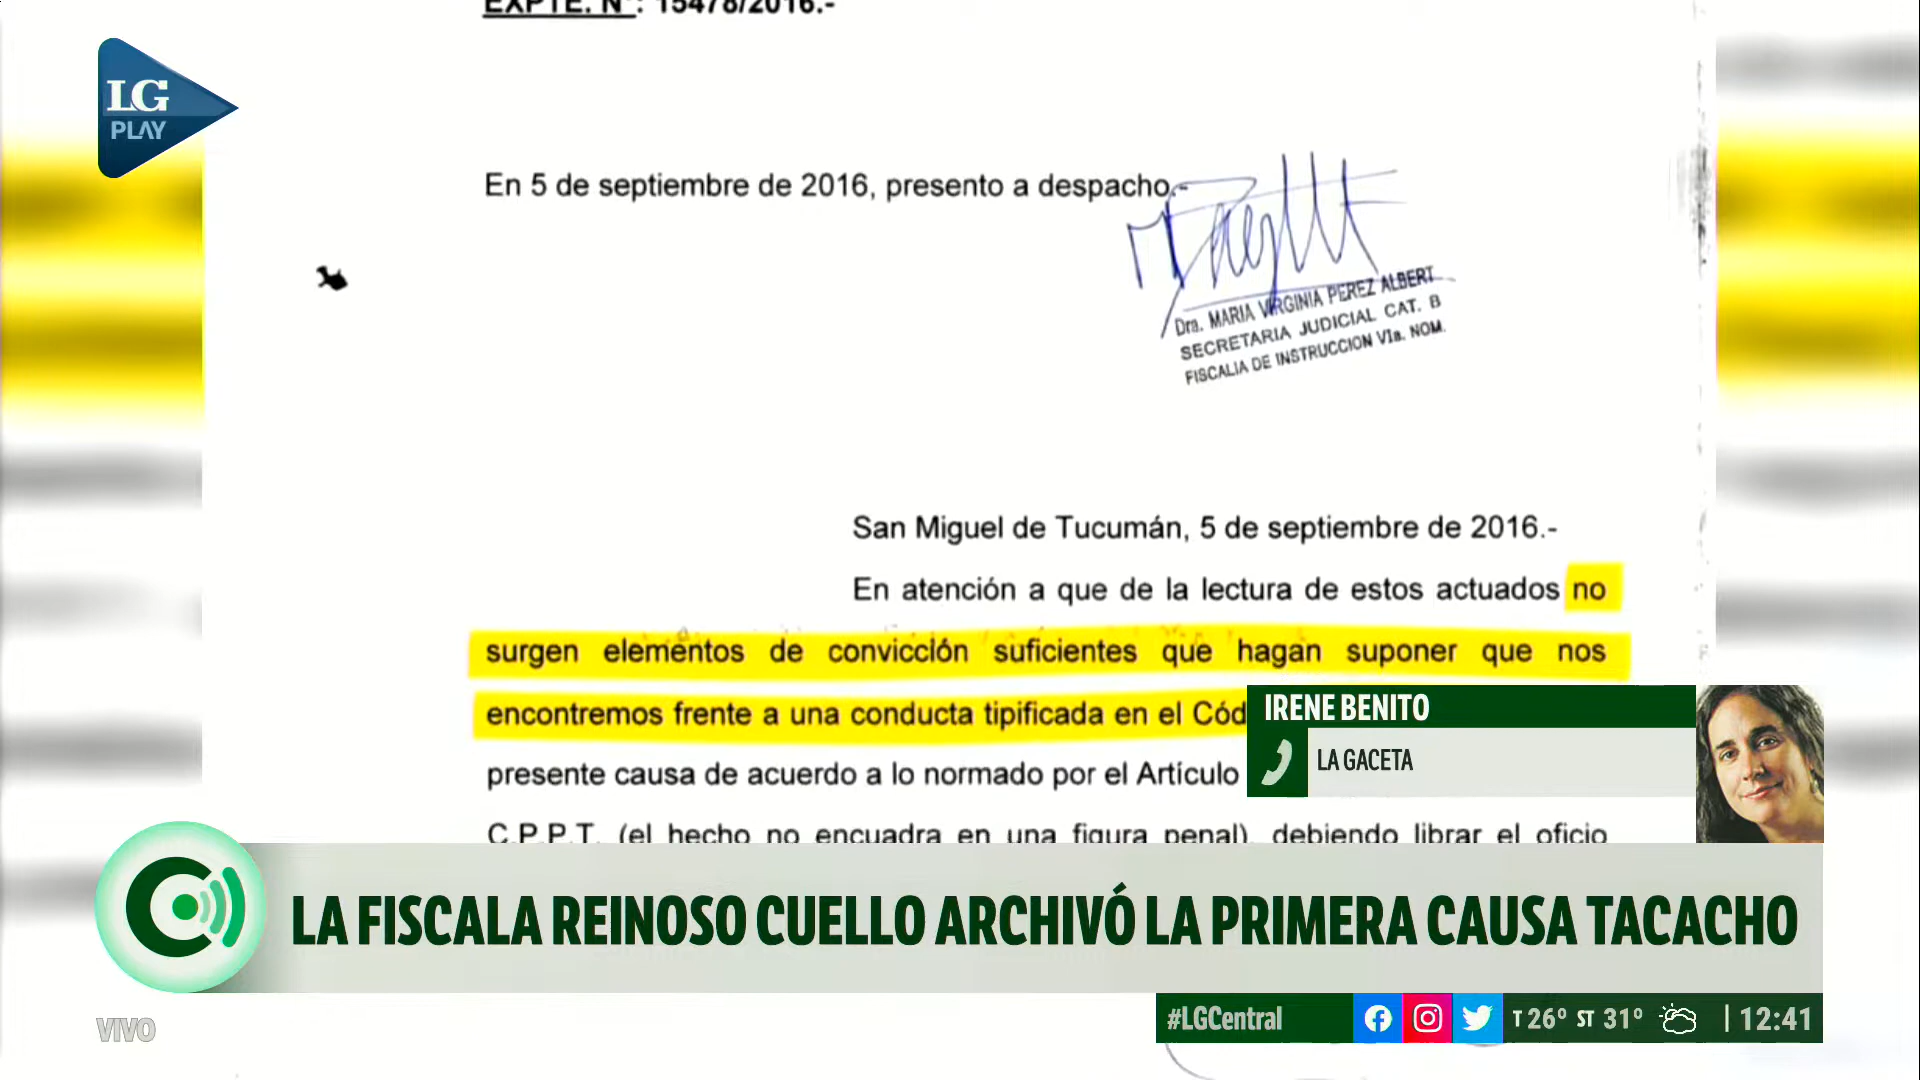 EXPTE. N°: 15478/2016.-
LG
PLAY
En 5 de septiembre de 2016, presento a despacho.-
Dra. MARIA VIRGINIA PEREZ ALBERT
SECRETARIA JUDICIAL CAT. B
FISCALIA DE INSTRUCCION VIa. NOM.
San Miguel de Tucumán, 5 de septiembre de 2016.-
En atención a que de la lectura de estos actuados no
surgen elementos de convicción suficientes que hagan suponer que nos
encontremos frente a una conducta tipificada en el Cód
presente causa de acuerdo a lo normado por el Artículo
C.P.P.T. (el hecho no encuadra en una figura penal), debiendo librar el oficio
IRENE BENITO
LA GACETA
LA FISCALA REINOSO CUELLO ARCHIVÓ LA PRIMERA CAUSA TACACHO
VIVO
#LGCentral
T 26º ST 31º | 12:41